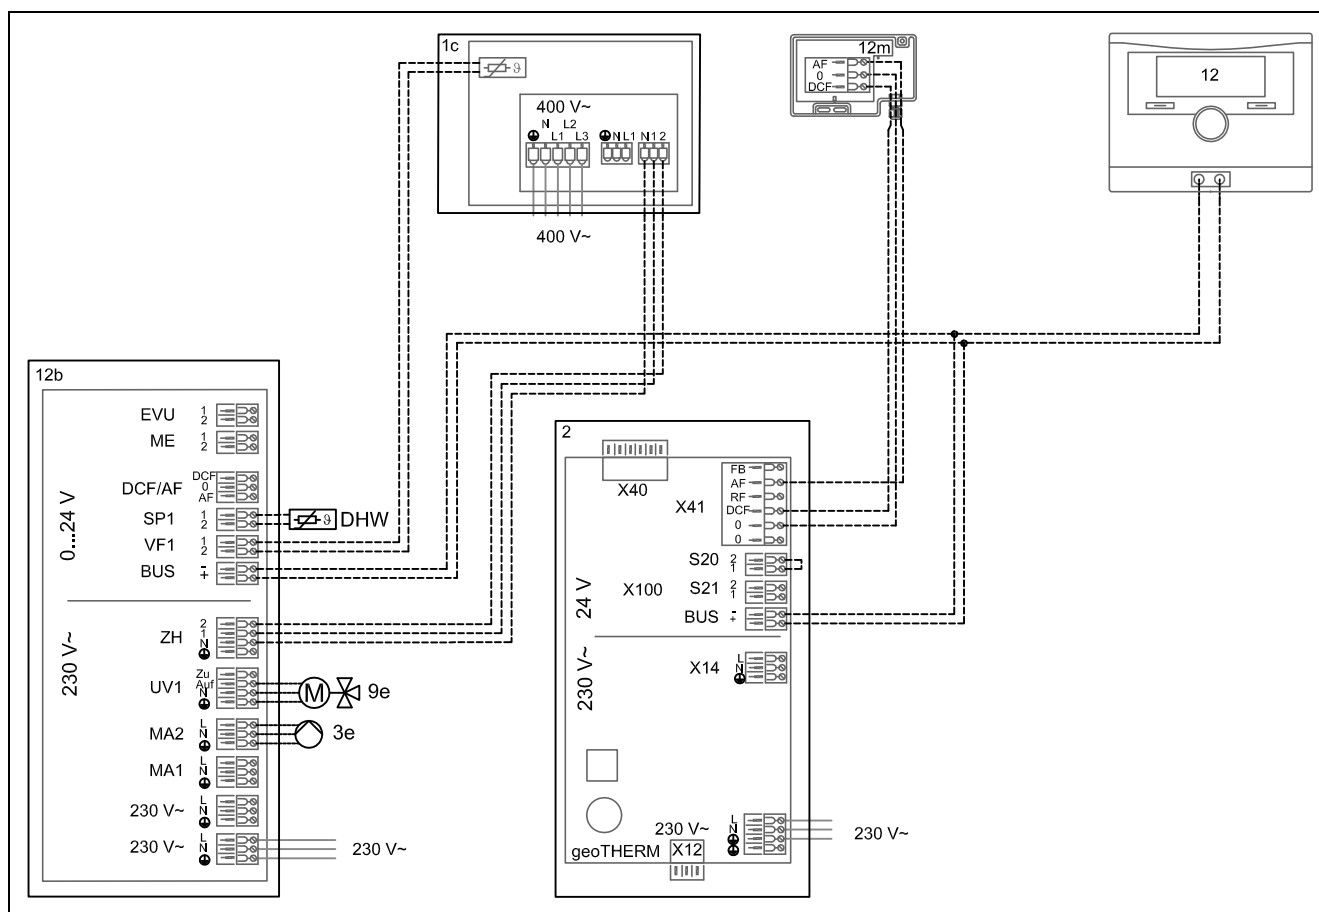 1c
ϑ
400 V~
N L2
L1 L3
N L1
N 1 2
400 V~
12m
AF
0
DCF
12
12b
0...24 V
230 V~
EVU 1
2
ME 1
2
DCF/AF DCF
0
AF
SP1 1
2
ϑ DHW
VF1 1
2
BUS -
+
ZH 2
1
N
UV1 Zu
Auf
N
M 9e
MA2 L
N
3e
MA1 L
N
230 V~ L
N
230 V~ L
N
230 V~
2
X40
X41
FB
AF
RF
DCF
0
0
24 V
X100
S20 2
1
S21 2
1
BUS -
+
230 V~
X14 L
N
L
N
230 V~
230 V~
geoTHERM X12